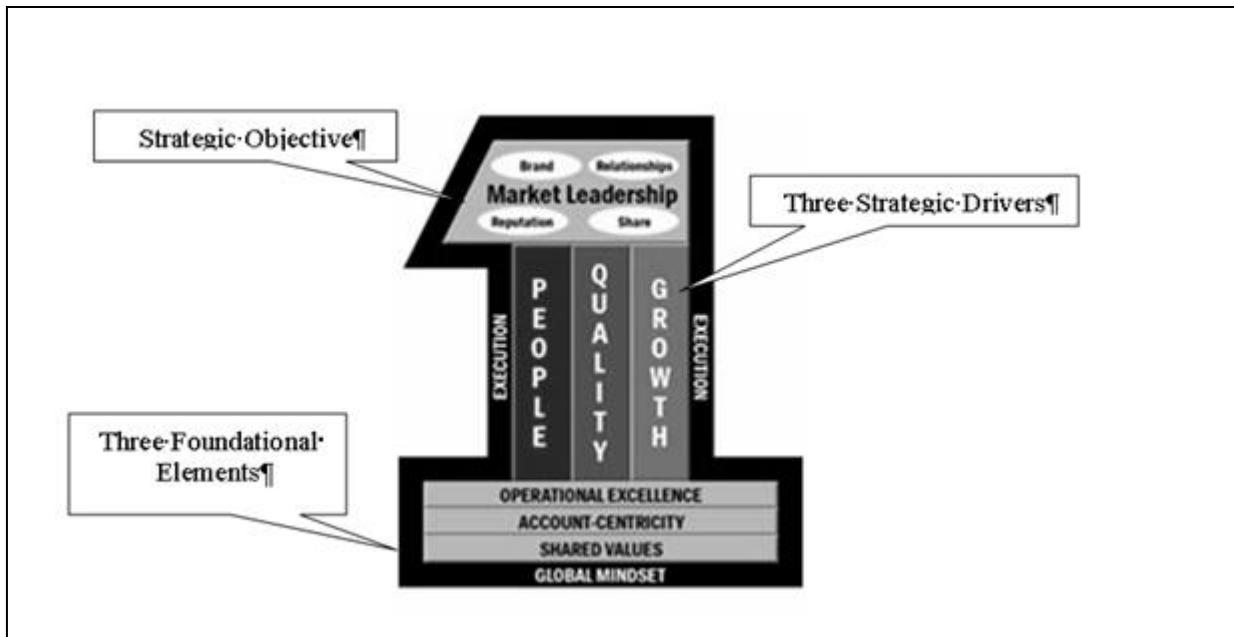 Strategic·Objective¶
Brand
Relationships
Market Leadership
Reputation
Share
Three·Strategic·Drivers¶
PEOPLE
QUALITY
GROWTH
EXECUTION
EXECUTION
Three·Foundational·
Elements¶
OPERATIONAL EXCELLENCE
ACCOUNT-CENTRICITY
SHARED VALUES
GLOBAL MINDSET